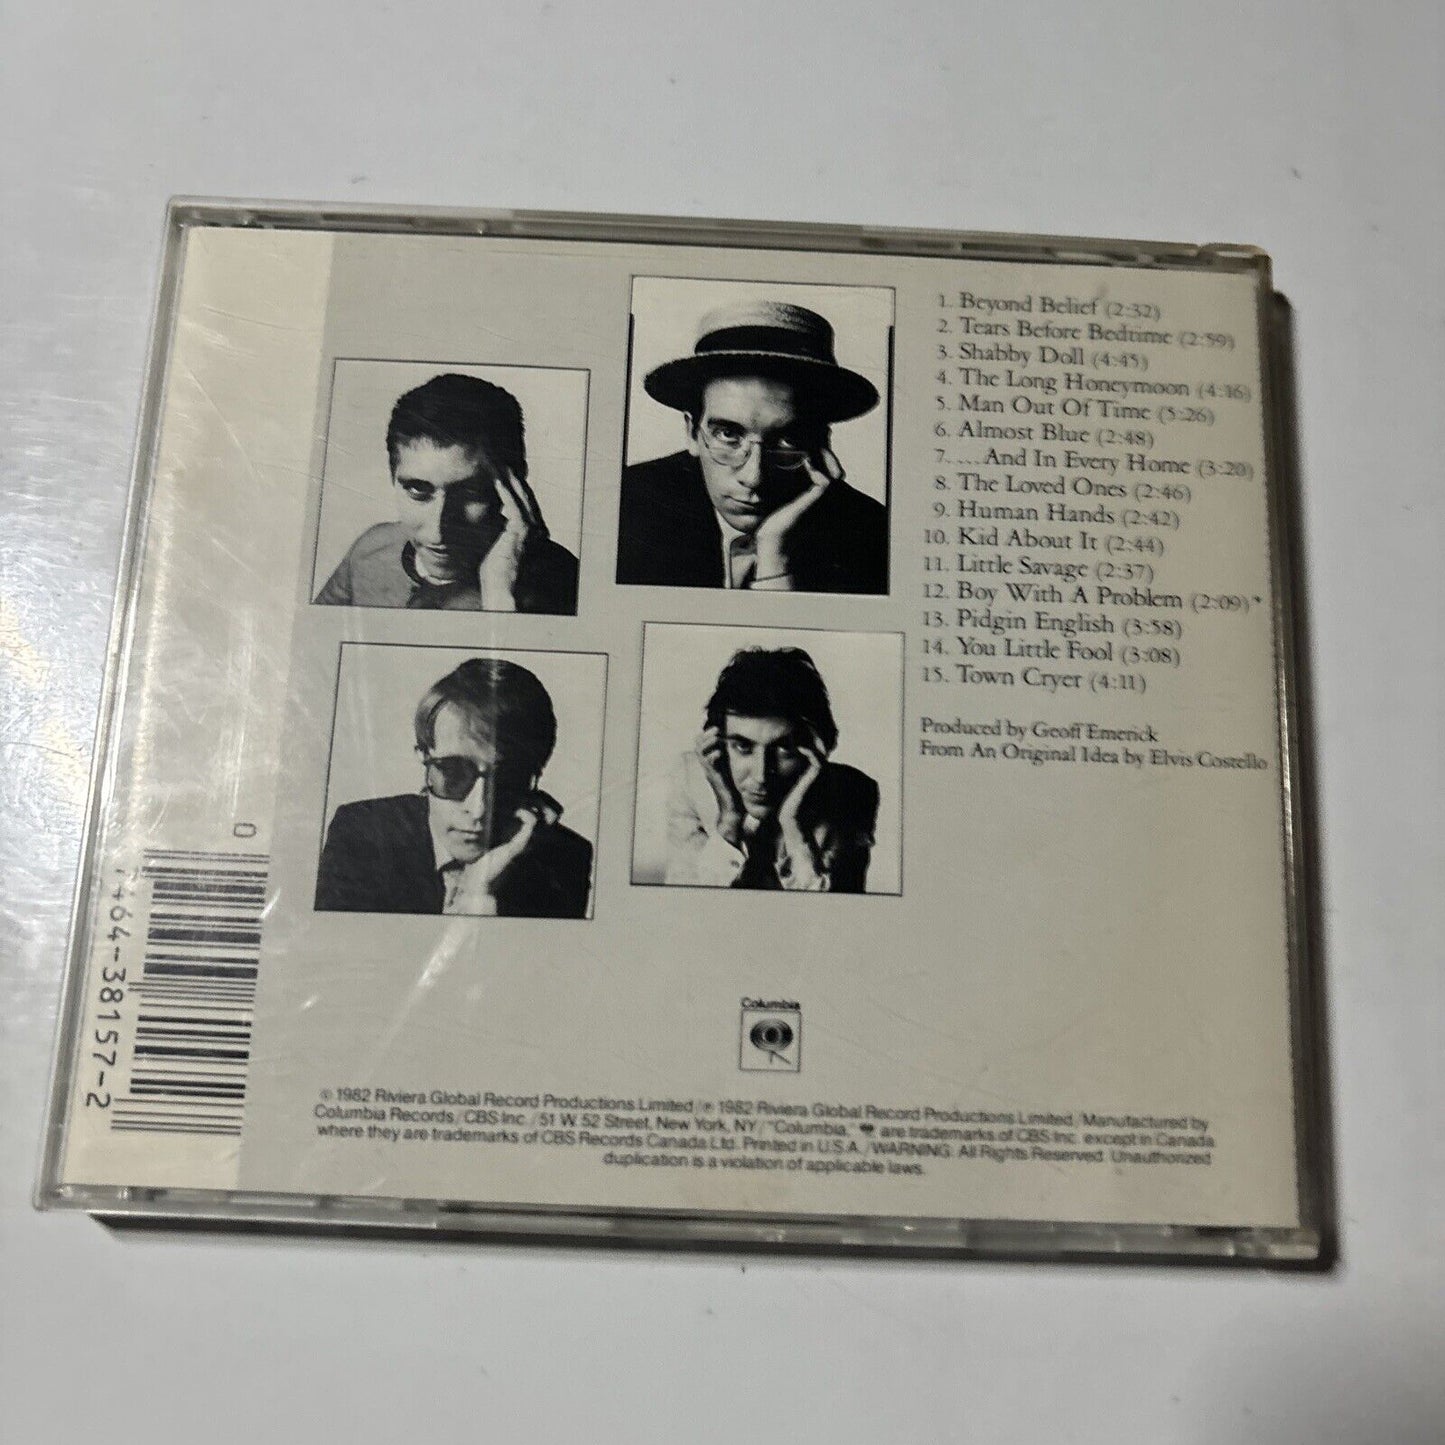 1. Beyond Belief (2:32)
2. Tears Before Bedtime (2:59)
3. Shabby Doll (4:45)
4. The Long Honeymoon (4:16)
5. Man Out Of Time (5:26)
6. Almost Blue (2:48)
7. ...And In Every Home (3:20)
8. The Loved Ones (2:46)
9. Human Hands (2:42)
10. Kid About It (2:44)
11. Little Savage (2:37)
12. Boy With A Problem (2:09)*
13. Pidgin English (3:58)
14. You Little Fool (3:08)
15. Town Cryer (4:11)
Produced by Geoff Emerick
From An Original Idea by Elvis Costello
0
7464-38157-2
Columbia
© 1982 Riviera Global Record Productions Limited/℗ 1982 Riviera Global Record Productions Limited/Manufactured by
Columbia Records/CBS Inc./51 W. 52 Street, New York, NY/"Columbia," are trademarks of CBS Inc. except in Canada
where they are trademarks of CBS Records Canada Ltd. Printed in U.S.A./WARNING: All Rights Reserved. Unauthorized
duplication is a violation of applicable laws.